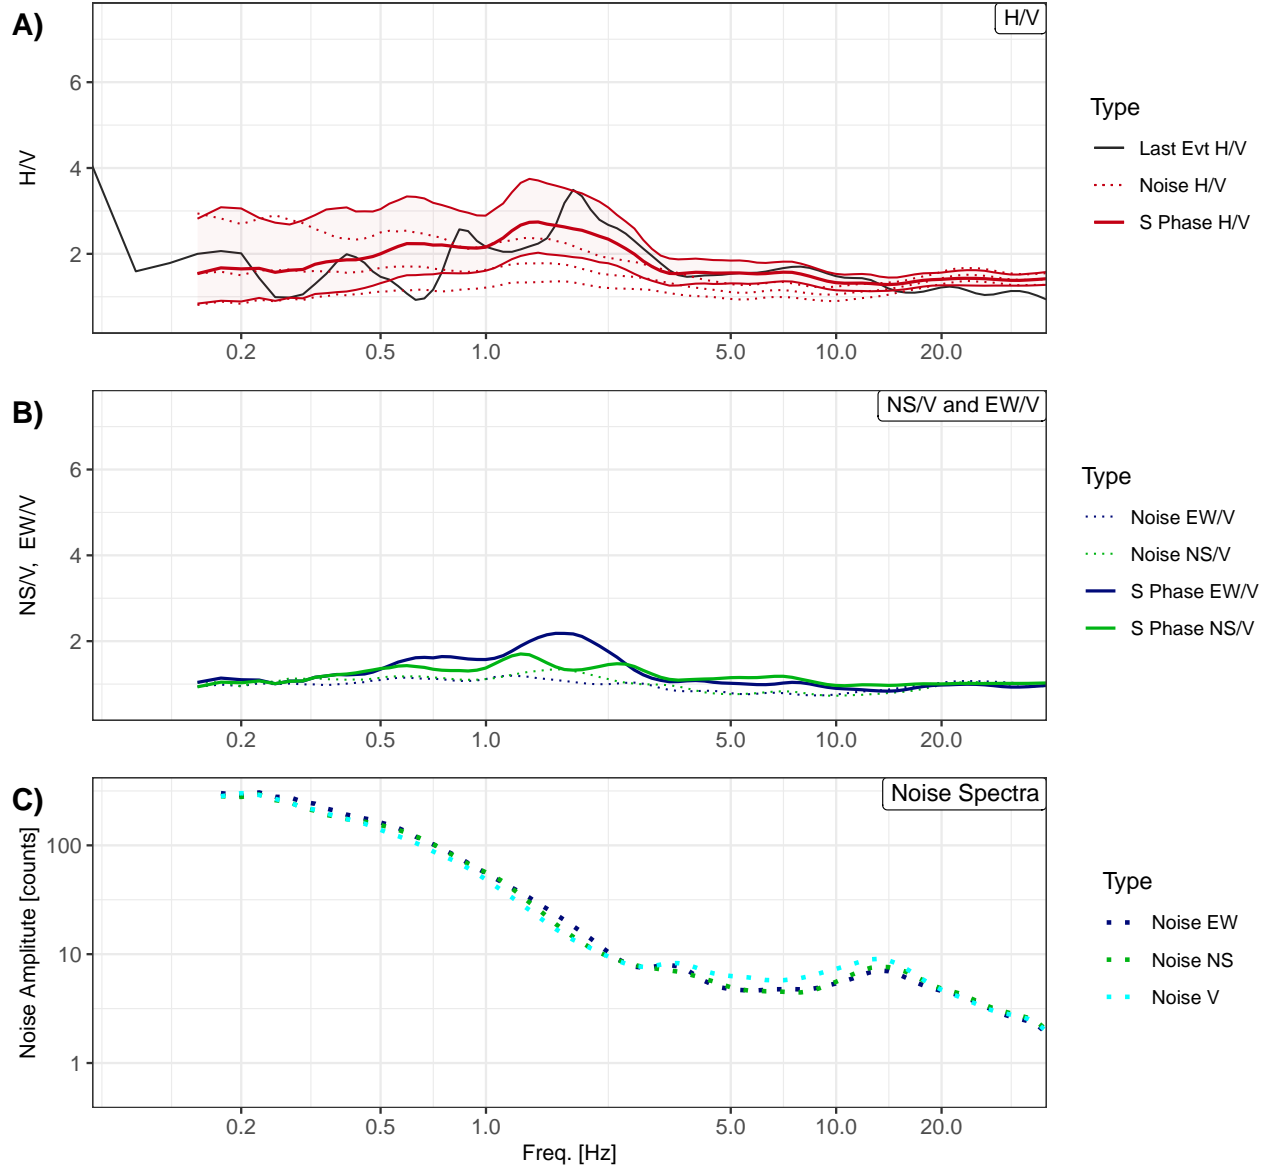 A)
H/V
6
4
2
H/V
0.2 0.5 1.0 5.0 10.0 20.0
Type
Last Evt H/V
Noise H/V
S Phase H/V
B)
NS/V and EW/V
6
4
2
NS/V, EW/V
0.2 0.5 1.0 5.0 10.0 20.0
Type
Noise EW/V
Noise NS/V
S Phase EW/V
S Phase NS/V
C)
Noise Spectra
100
10
1
Noise Amplitute [counts]
0.2 0.5 1.0 5.0 10.0 20.0
Freq. [Hz]
Type
Noise EW
Noise NS
Noise V